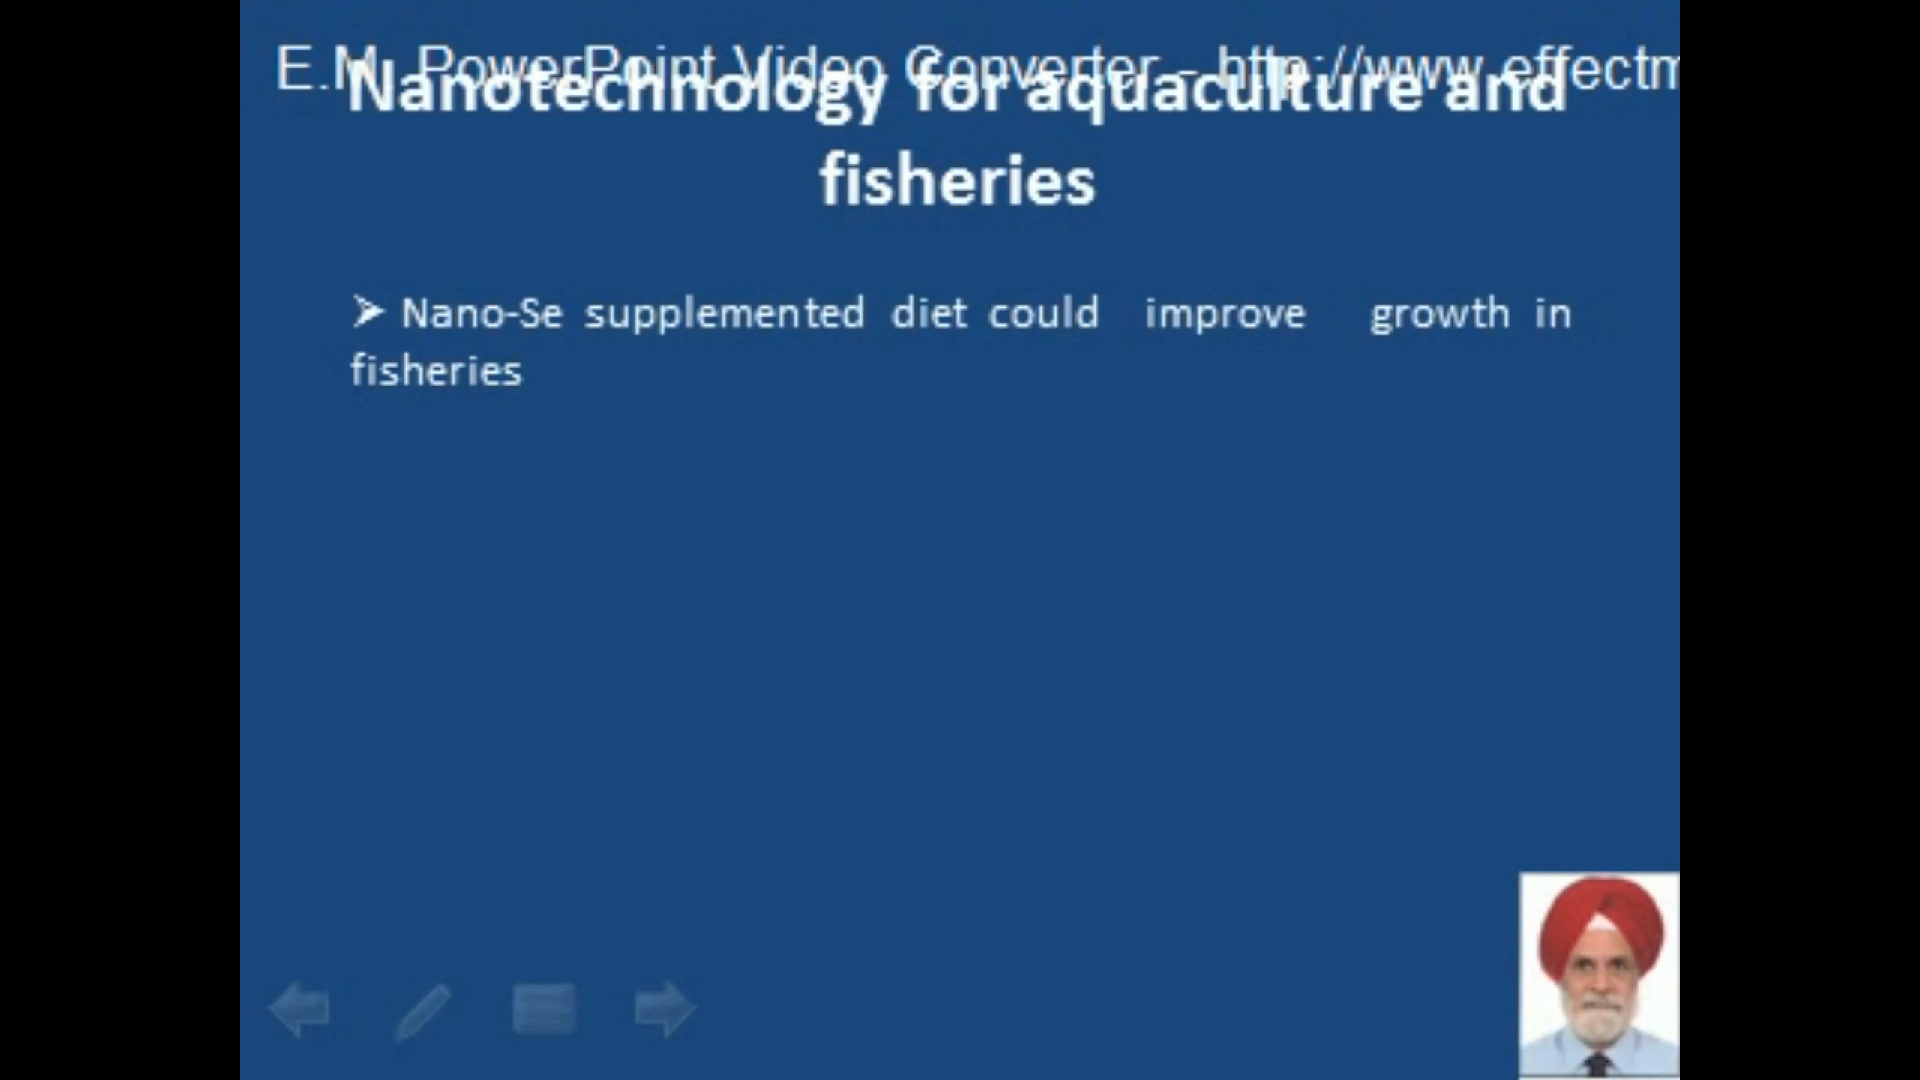 E.M. PowerPoint Video Converter - http://www.effectm
Nanotechnology for aquaculture and
fisheries
➤ Nano-Se supplemented diet could improve growth in
fisheries